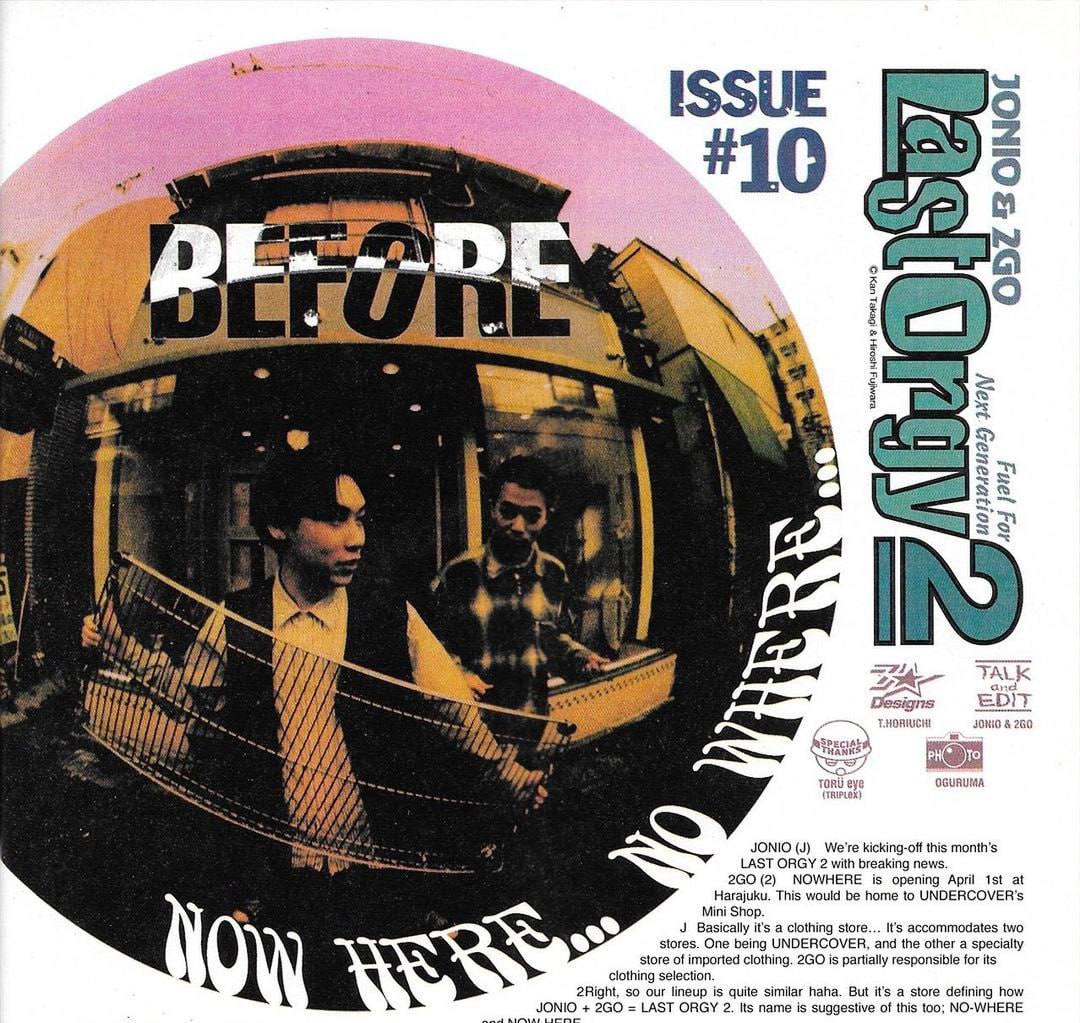 ISSUE
#10
BEFORE
NOW HERE... NO WHERE...
JONIO & 2GO
LastOrgy2
Fuel For
Next Generation
© Kan Takagi & Hiroshi Fujiwara
Designs
T.HORIUCHI
TALK
and
EDIT
JONIO & 2GO
SPECIAL
THANKS
TORÜ eye
(TRIPLEX)
PHOTO
OGURUMA
JONIO (J) We're kicking-off this month's
LAST ORGY 2 with breaking news.
2GO (2) NOWHERE is opening April 1st at
Harajuku. This would be home to UNDERCOVER's
Mini Shop.
J Basically it's a clothing store... It's accommodates two
stores. One being UNDERCOVER, and the other a specialty
store of imported clothing. 2GO is partially responsible for its
clothing selection.
2Right, so our lineup is quite similar haha. But it's a store defining how
JONIO + 2GO = LAST ORGY 2. Its name is suggestive of this too; NO-WHERE
and NOW HERE